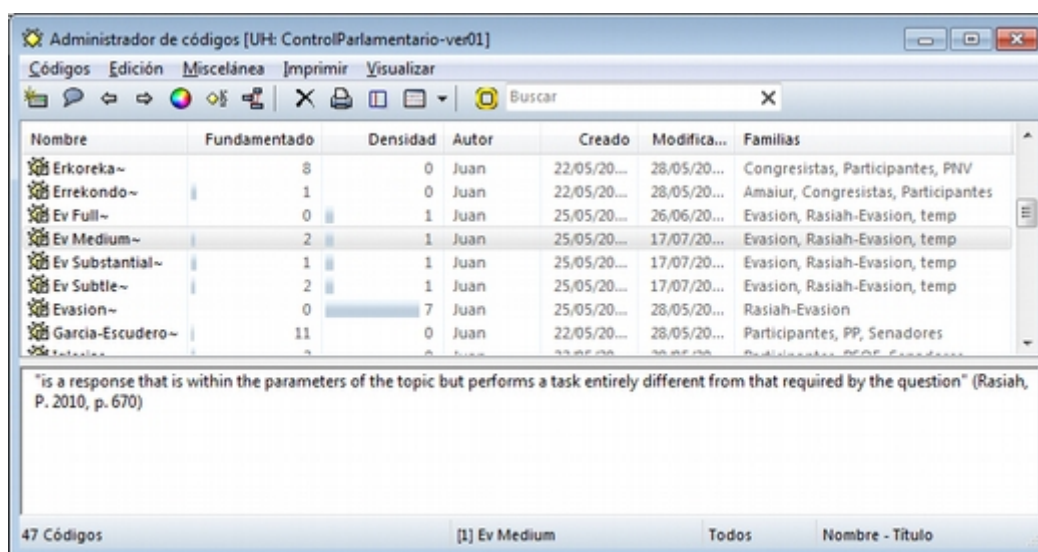 Administrador de códigos [UH: ControlParlamentario-ver01]
Códigos Edición Miscelánea Imprimir Visualizar
Buscar
Nombre Fundamentado Densidad Autor Creado Modifica... Familias
Erkoreka~ 8 0 Juan 22/05/20... 28/05/20... Congresistas, Participantes, PNV
Errekondo~ 1 0 Juan 22/05/20... 28/05/20... Amaiur, Congresistas, Participantes
Ev Full~ 0 1 Juan 25/05/20... 26/06/20... Evasion, Rasiah-Evasion, temp
Ev Medium~ 2 1 Juan 25/05/20... 17/07/20... Evasion, Rasiah-Evasion, temp
Ev Substantial~ 1 1 Juan 25/05/20... 17/07/20... Evasion, Rasiah-Evasion, temp
Ev Subtle~ 2 1 Juan 25/05/20... 17/07/20... Evasion, Rasiah-Evasion, temp
Evasion~ 0 7 Juan 25/05/20... 28/05/20... Rasiah-Evasion
Garcia-Escudero~ 11 0 Juan 22/05/20... 28/05/20... Participantes, PP, Senadores
"is a response that is within the parameters of the topic but performs a task entirely different from that required by the question" (Rasiah,
P. 2010, p. 670)
47 Códigos [1] Ev Medium Todos Nombre - Título